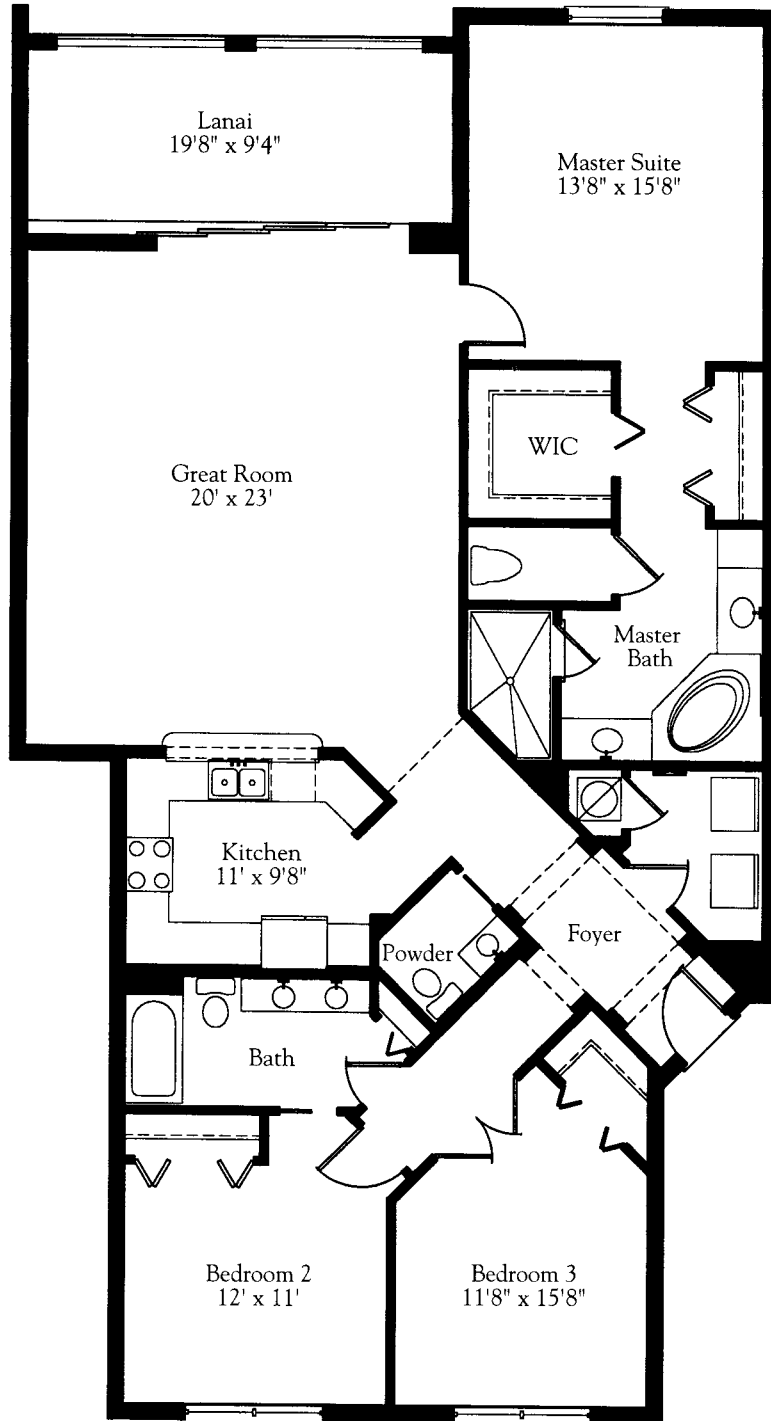 Lanai
19'8" x 9'4"
Master Suite
13'8" x 15'8"
WIC
Great Room
20' x 23'
Master
Bath
Kitchen
11' x 9'8"
Powder
Foyer
Bath
Bedroom 2
12' x 11'
Bedroom 3
11'8" x 15'8"